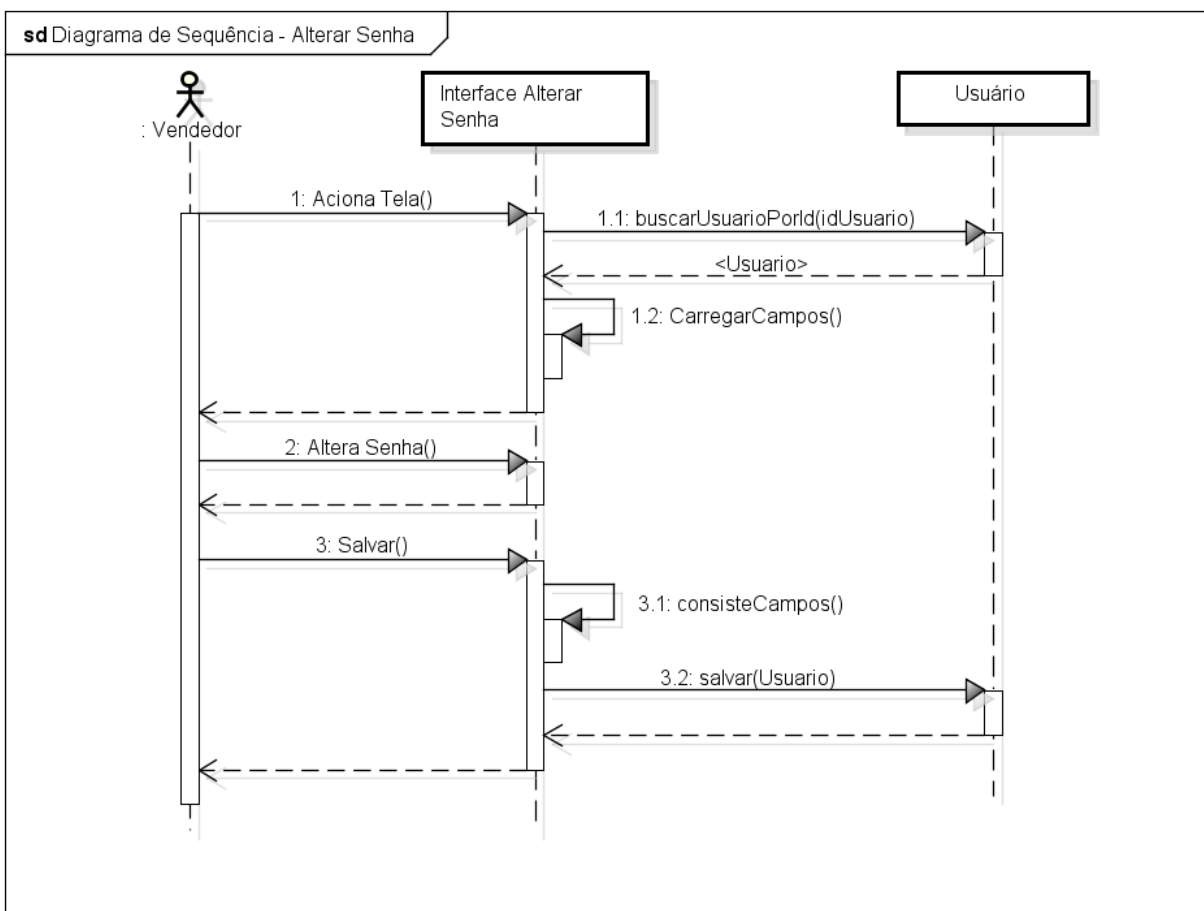 sd Diagrama de Sequência - Alterar Senha
: Vendedor
Interface Alterar
Senha
Usuário
1: Aciona Tela()
1.1: buscarUsuarioPorId(idUsuario)
<Usuario>
1.2: CarregarCampos()
2: Altera Senha()
3: Salvar()
3.1: consisteCampos()
3.2: salvar(Usuario)